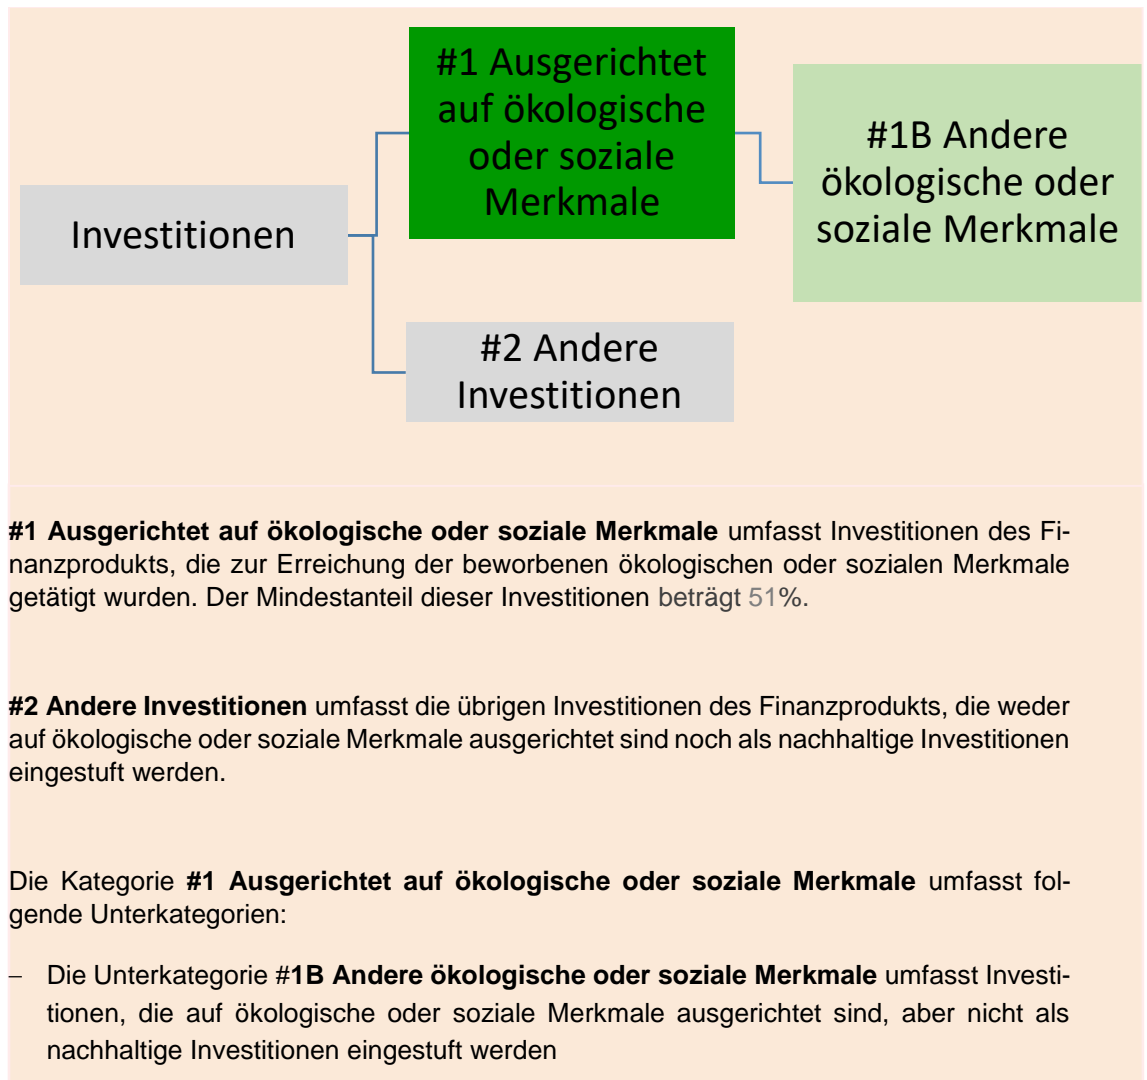 #1 Ausgerichtet
auf ökologische
oder soziale
Merkmale
#1B Andere
ökologische oder
soziale Merkmale
Investitionen
#2 Andere
Investitionen
#1 Ausgerichtet auf ökologische oder soziale Merkmale umfasst Investitionen des Fi-
nanzprodukts, die zur Erreichung der beworbenen ökologischen oder sozialen Merkmale
getätigt wurden. Der Mindestanteil dieser Investitionen beträgt 51%.
#2 Andere Investitionen umfasst die übrigen Investitionen des Finanzprodukts, die weder
auf ökologische oder soziale Merkmale ausgerichtet sind noch als nachhaltige Investitionen
eingestuft werden.
Die Kategorie #1 Ausgerichtet auf ökologische oder soziale Merkmale umfasst fol-
gende Unterkategorien:
– Die Unterkategorie #1B Andere ökologische oder soziale Merkmale umfasst Investi-
tionen, die auf ökologische oder soziale Merkmale ausgerichtet sind, aber nicht als
nachhaltige Investitionen eingestuft werden